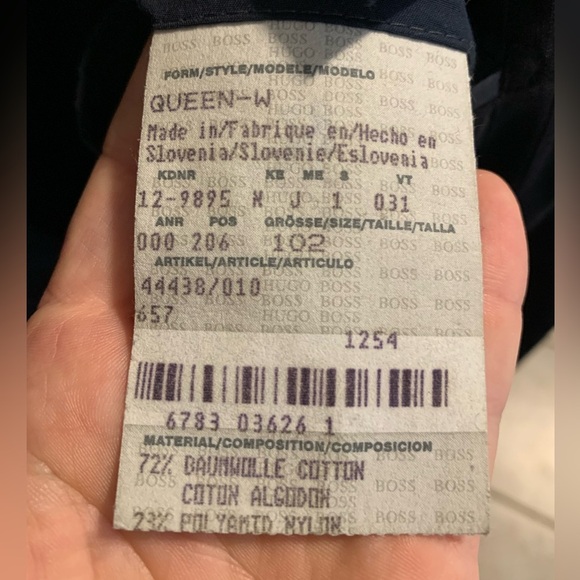 FORM/STYLE/MODELE/MODELO
QUEEN-W
Made in/Fabrique en/Hecho en
Slovenia/Slovenie/Eslovenia
KDNR KE ME S VT
12-9895 N J 1 031
ANR POS GRÖSSE/SIZE/TAILLE/TALLA
000 206 102
ARTIKEL/ARTICLE/ARTICULO
44438/010
657
1254
6783 03626 1
MATERIAL/COMPOSITION/COMPOSICION
72% BAUMWOLLE COTTON
COTON ALGODON
23% POLYAMID NYLON